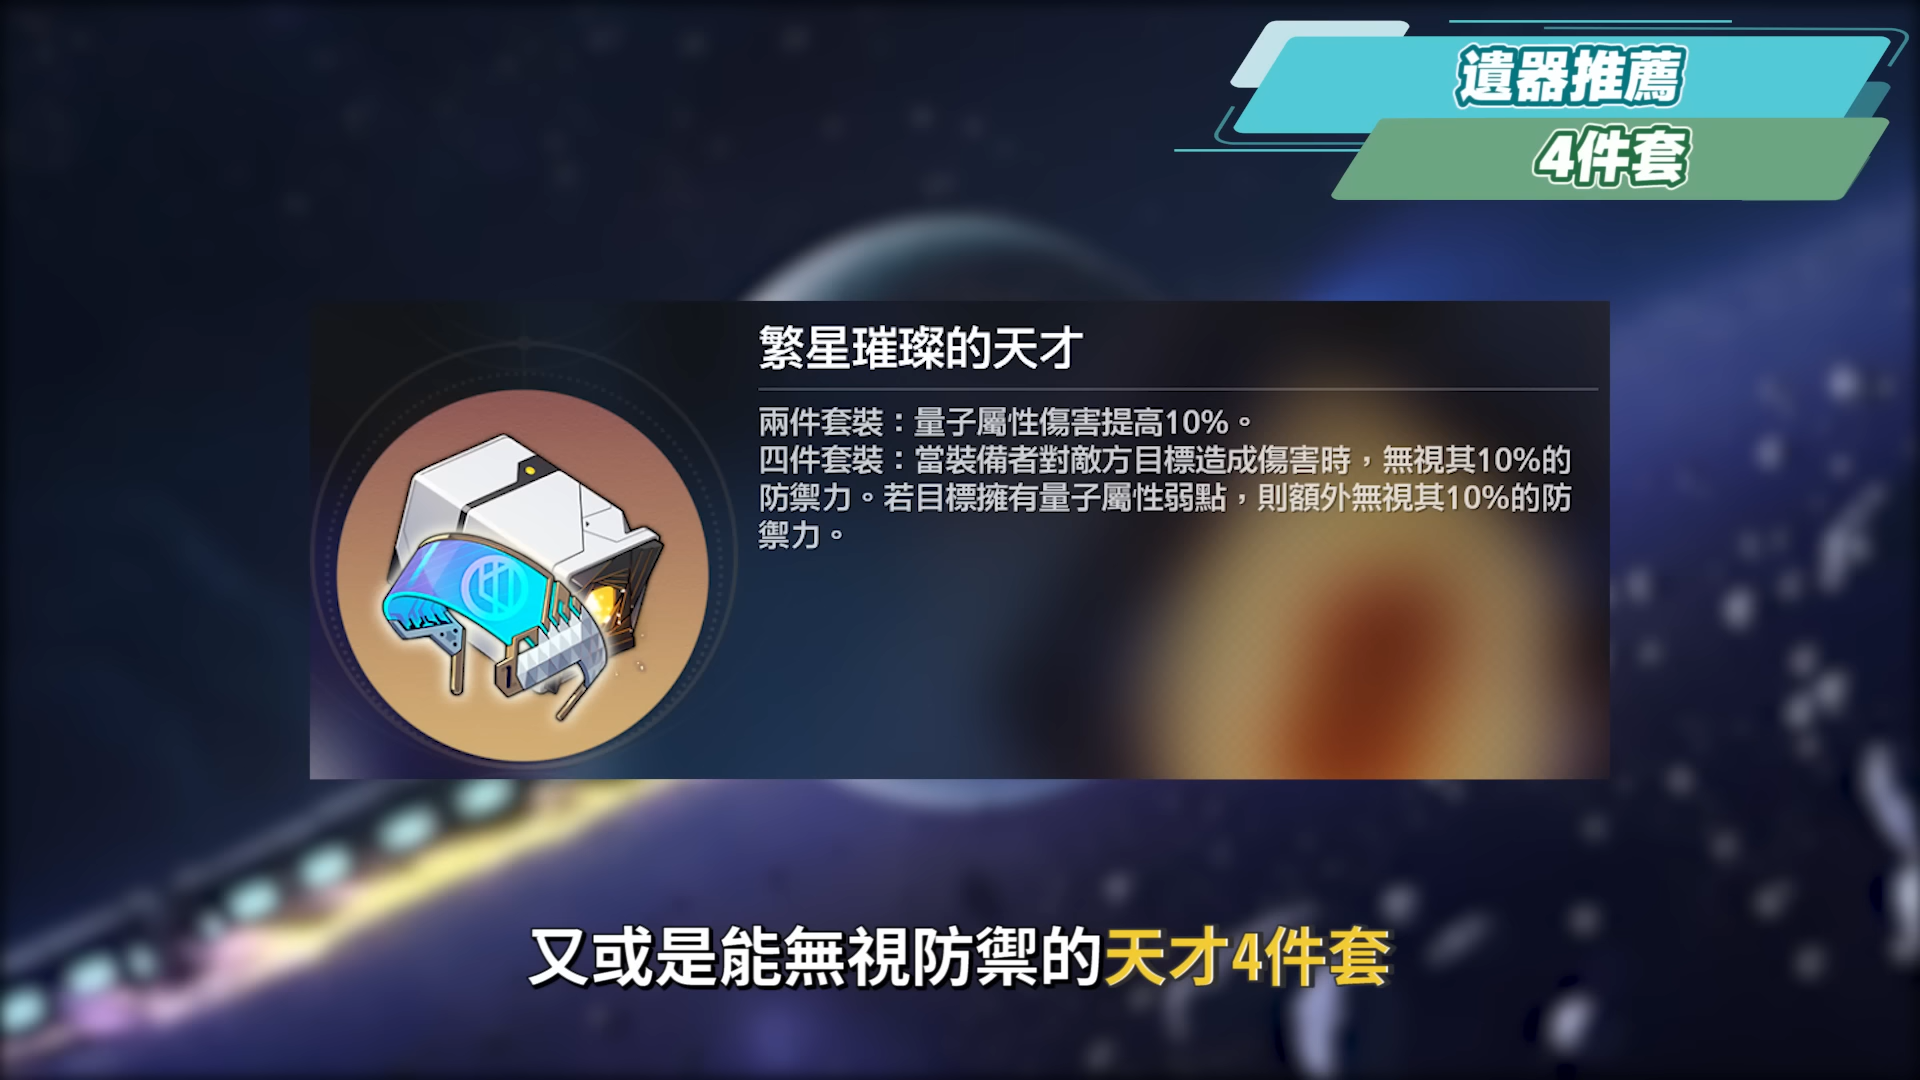 遺器推薦
4件套
繁星璀璨的天才
兩件套裝：量子屬性傷害提高10%。
四件套裝：當裝備者對敵方目標造成傷害時，無視其10%的
防禦力。若目標擁有量子屬性弱點，則額外無視其10%的防
禦力。
又或是能無視防禦的天才4件套